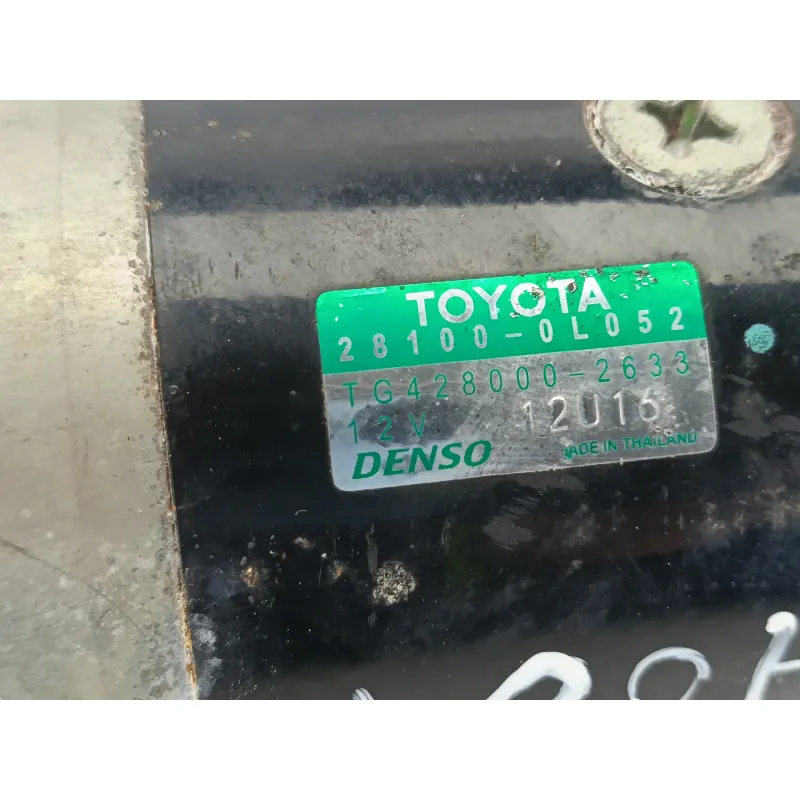 TOYOTA
28100-0L052
TG428000-2633
12V 12U16
DENSO MADE IN THAILAND